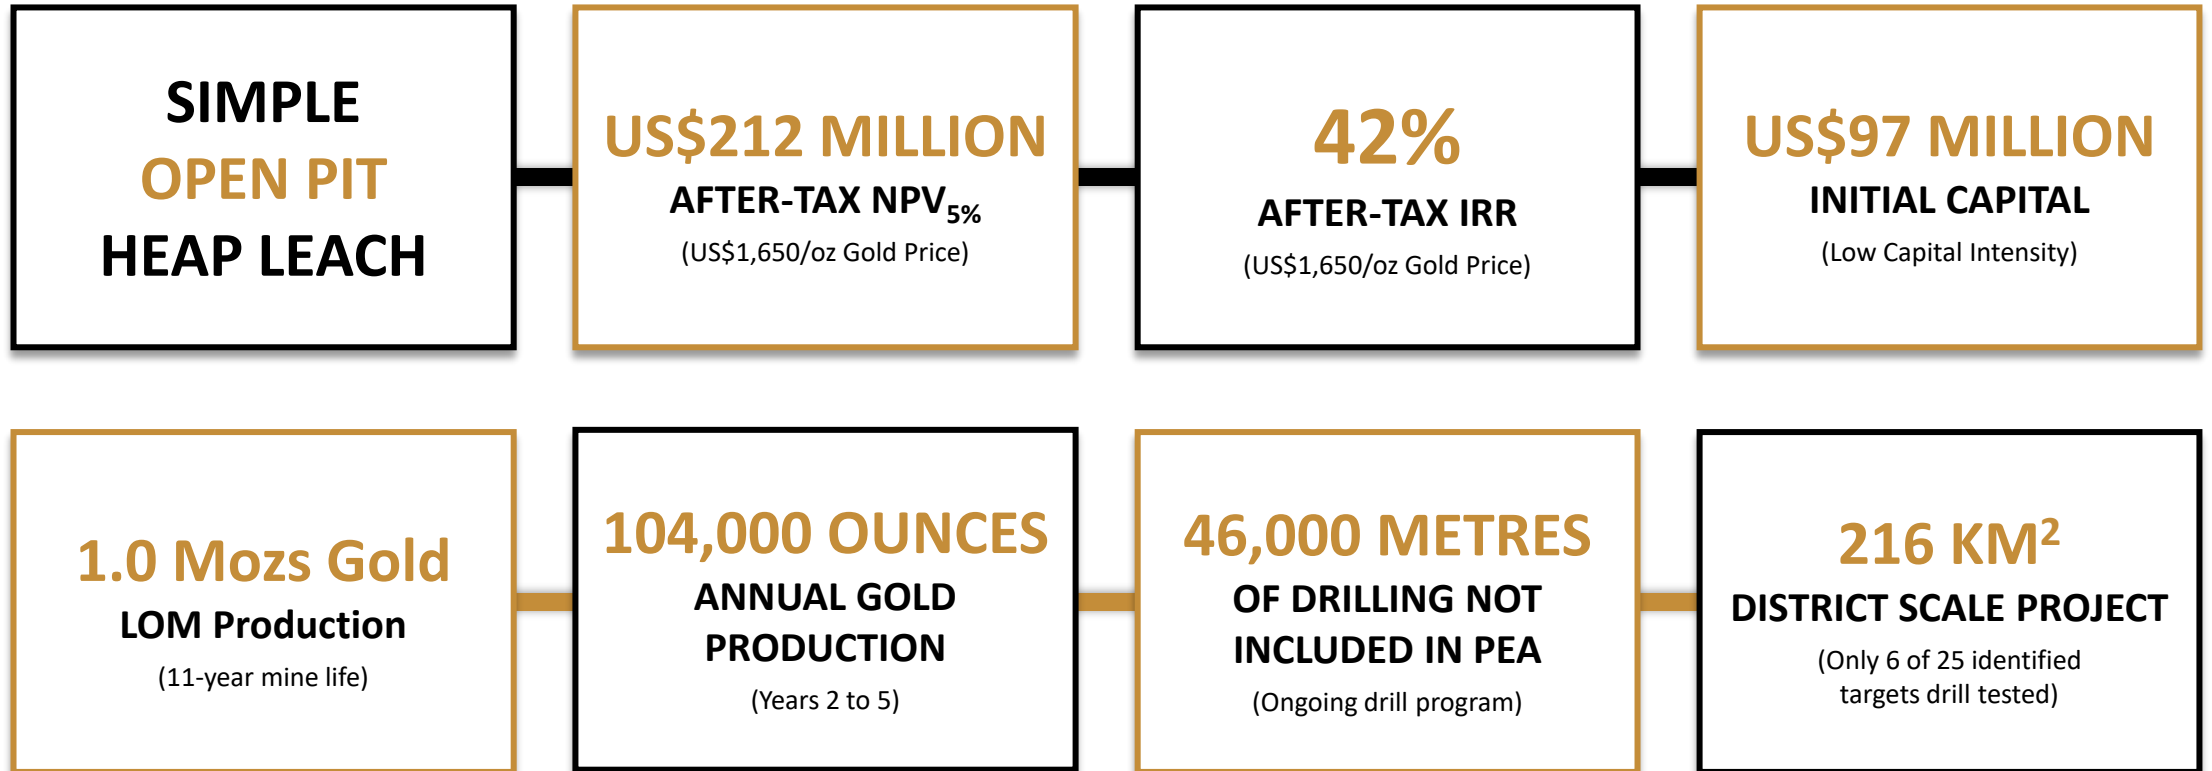 SIMPLE
OPEN PIT
HEAP LEACH
US$212 MILLION
AFTER-TAX NPV5%
(US$1,650/oz Gold Price)
42%
AFTER-TAX IRR
(US$1,650/oz Gold Price)
US$97 MILLION
INITIAL CAPITAL
(Low Capital Intensity)
1.0 Mozs Gold
LOM Production
(11-year mine life)
104,000 OUNCES
ANNUAL GOLD
PRODUCTION
(Years 2 to 5)
46,000 METRES
OF DRILLING NOT
INCLUDED IN PEA
(Ongoing drill program)
216 KM²
DISTRICT SCALE PROJECT
(Only 6 of 25 identified
targets drill tested)